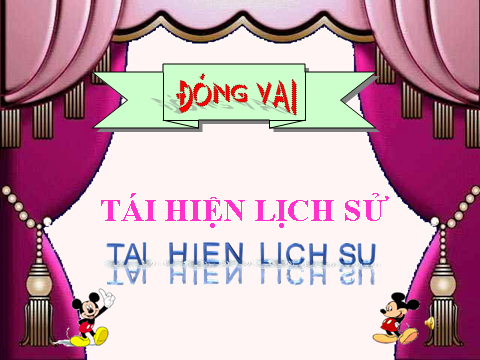 ĐÓNG VAI
TÁI HIỆN LỊCH SỬ
TAI HIEN LICH SU